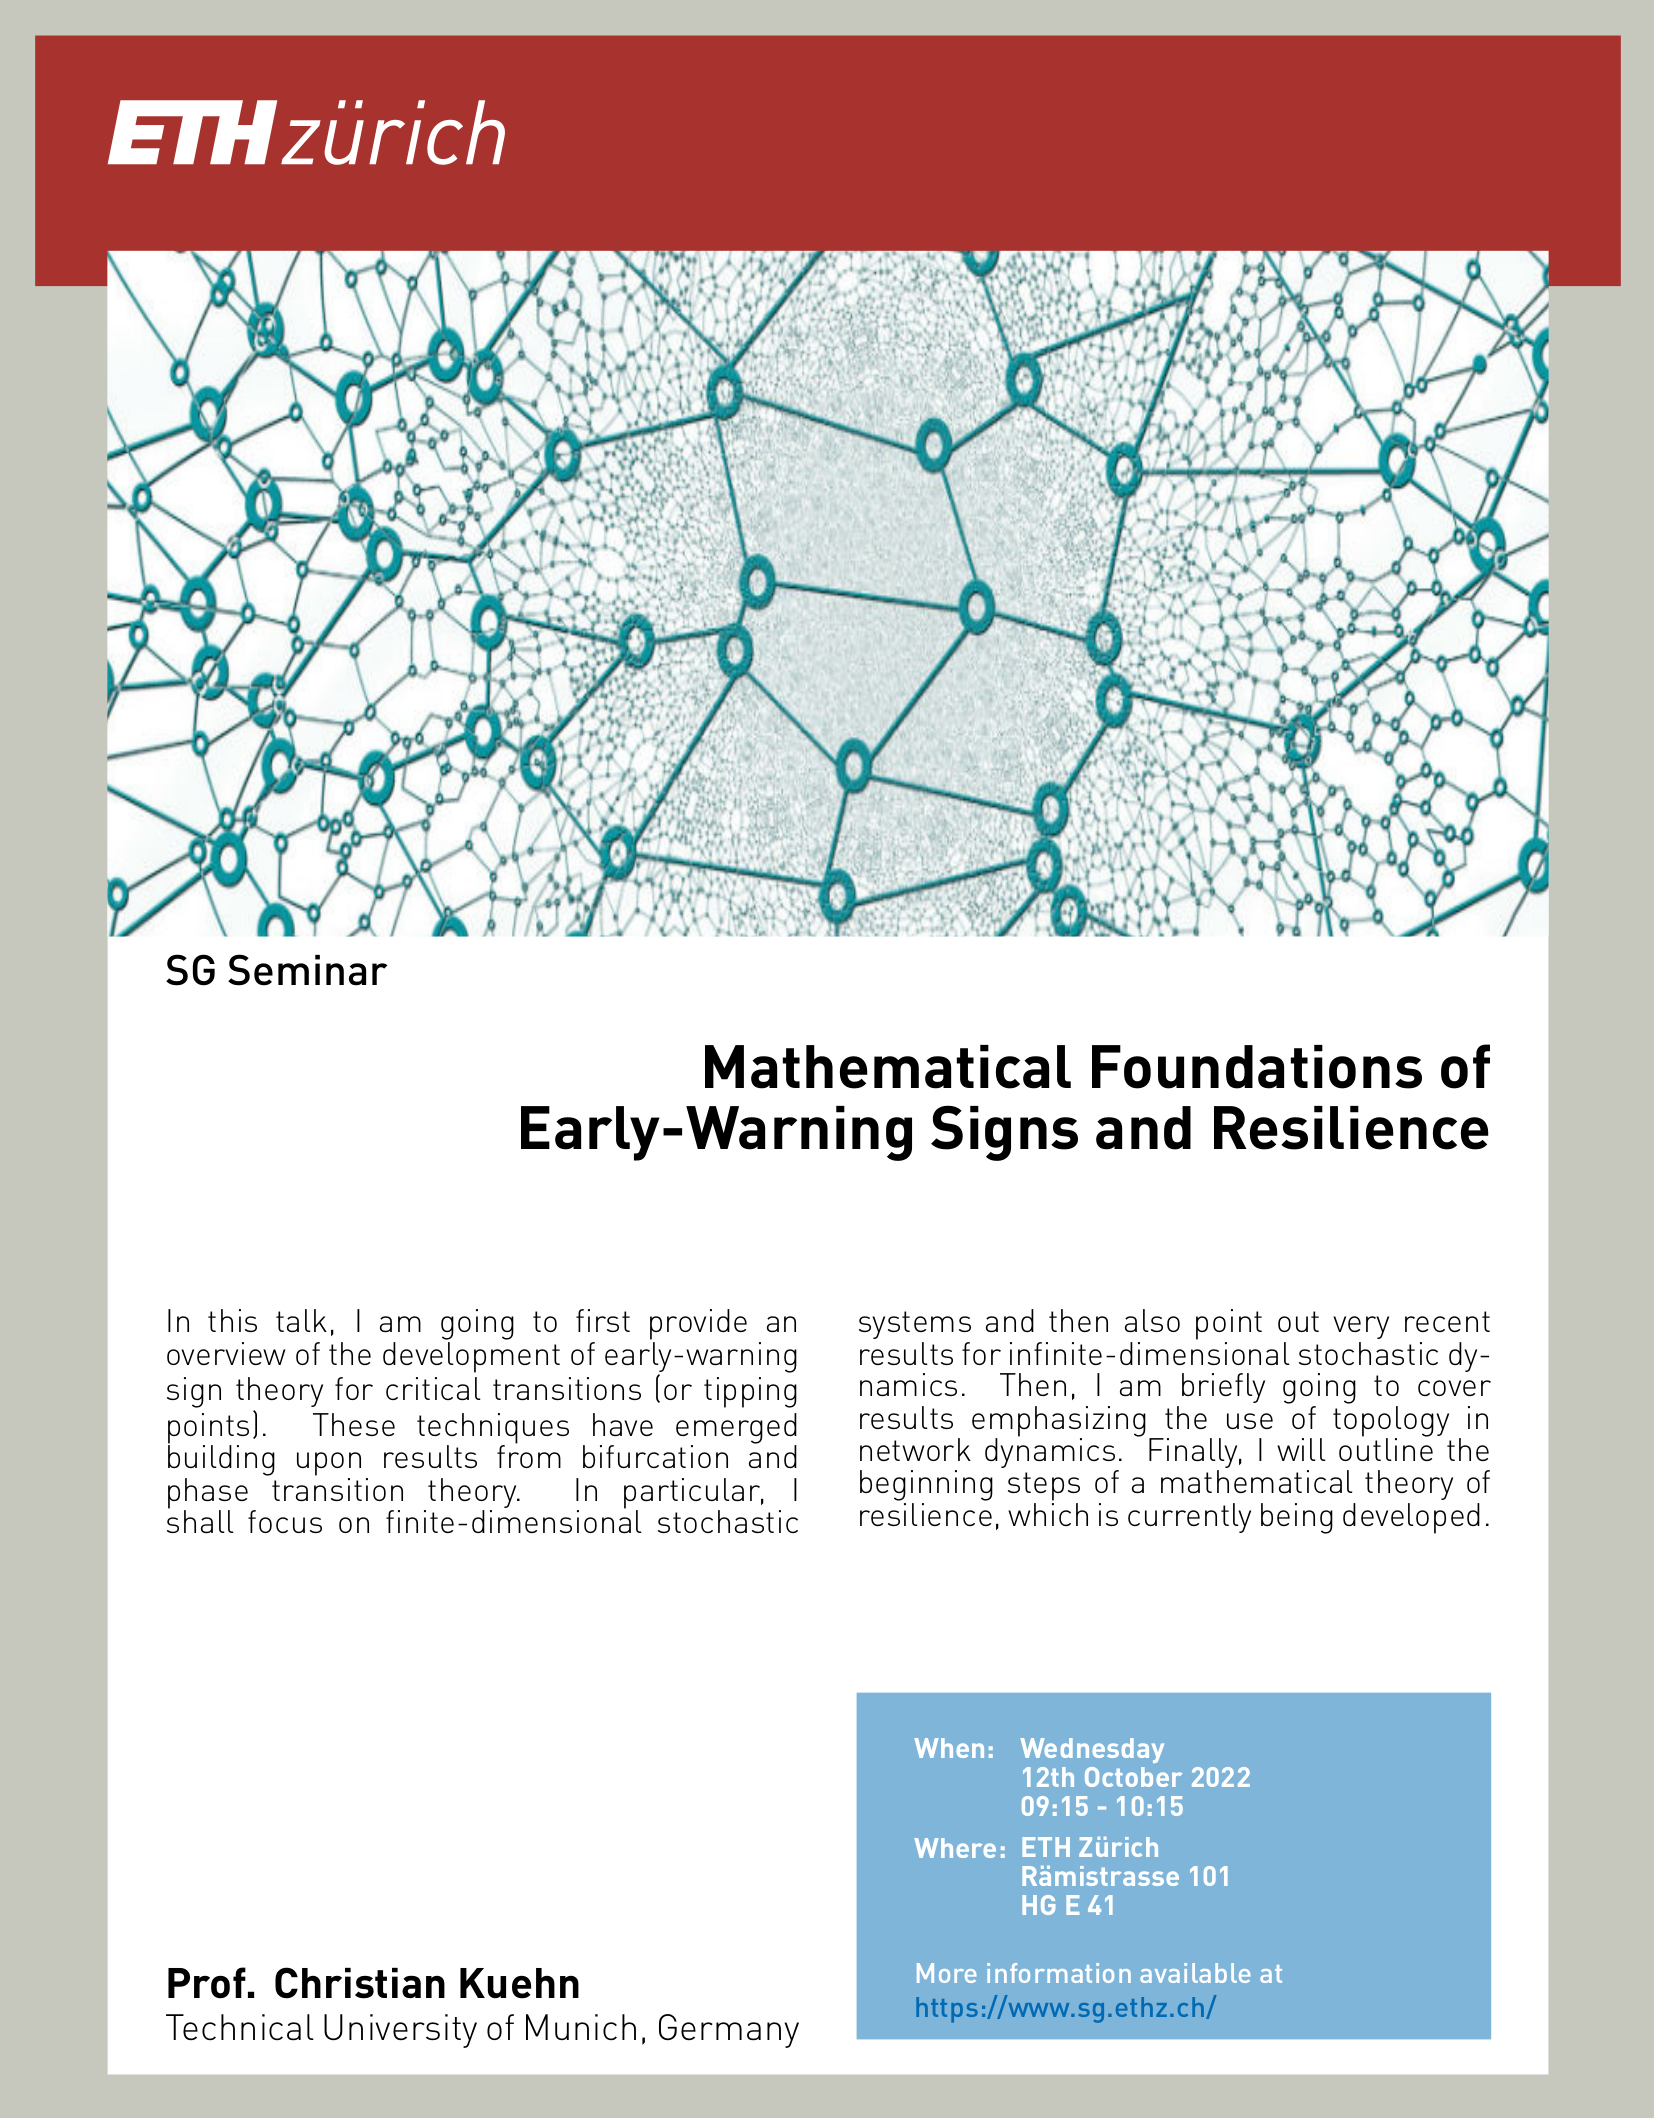 ETH zürich
SG Seminar
Mathematical Foundations of
Early-Warning Signs and Resilience
In this talk, I am going to first provide an
overview of the development of early-warning
sign theory for critical transitions (or tipping
points). These techniques have emerged
building upon results from bifurcation and
phase transition theory. In particular, I
shall focus on finite-dimensional stochastic
systems and then also point out very recent
results for infinite-dimensional stochastic dy-
namics. Then, I am briefly going to cover
results emphasizing the use of topology in
network dynamics. Finally, I will outline the
beginning steps of a mathematical theory of
resilience, which is currently being developed.
When: Wednesday
12th October 2022
09:15 - 10:15
Where: ETH Zürich
Rämistrasse 101
HG E 41
More information available at
https://www.sg.ethz.ch/
Prof. Christian Kuehn
Technical University of Munich, Germany